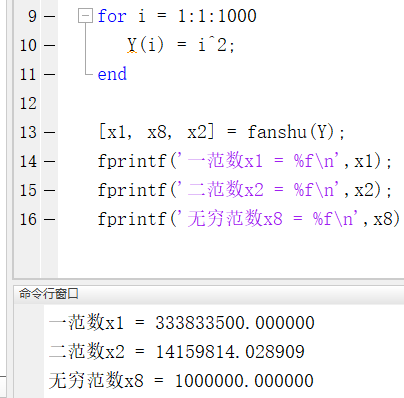 9 — for i = 1:1:1000
10 — Y(i) = i^2;
11 — end
12
13 — [x1, x8, x2] = fanshu(Y);
14 — fprintf('一范数x1 = %f\n',x1);
15 — fprintf('二范数x2 = %f\n',x2);
16 — fprintf('无穷范数x8 = %f\n',x8)
命令行窗口
一范数x1 = 333833500.000000
二范数x2 = 14159814.028909
无穷范数x8 = 1000000.000000